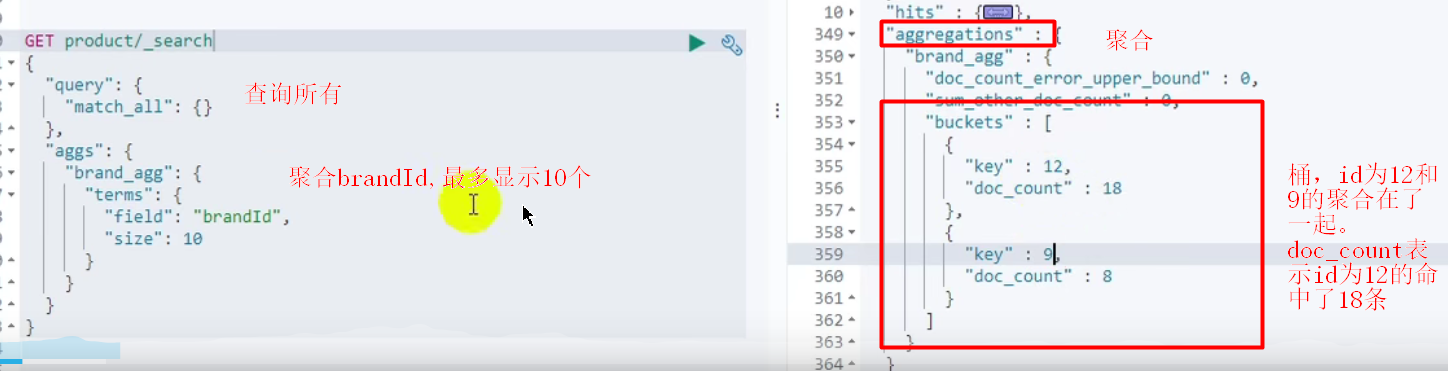 GET product/_search
{
"query": {
"match_all": {}
},
"aggs": {
"brand_agg": {
"terms": {
"field": "brandId",
"size": 10
}
}
}
}
查询所有
聚合brandId,最多显示10个
10
"hits" : {
},
349
"aggregations" : {
聚合
350
"brand_agg" : {
351
"doc_count_error_upper_bound" : 0,
352
"sum_other_doc_count" : 0,
353
"buckets" : [
354
{
355
"key" : 12,
356
"doc_count" : 18
357
},
358
{
359
"key" : 9,
360
"doc_count" : 8
361
}
362
]
363
}
364
}
桶，id为12和
9的聚合在了
一起。
doc_count表
示id为12的命
中了18条